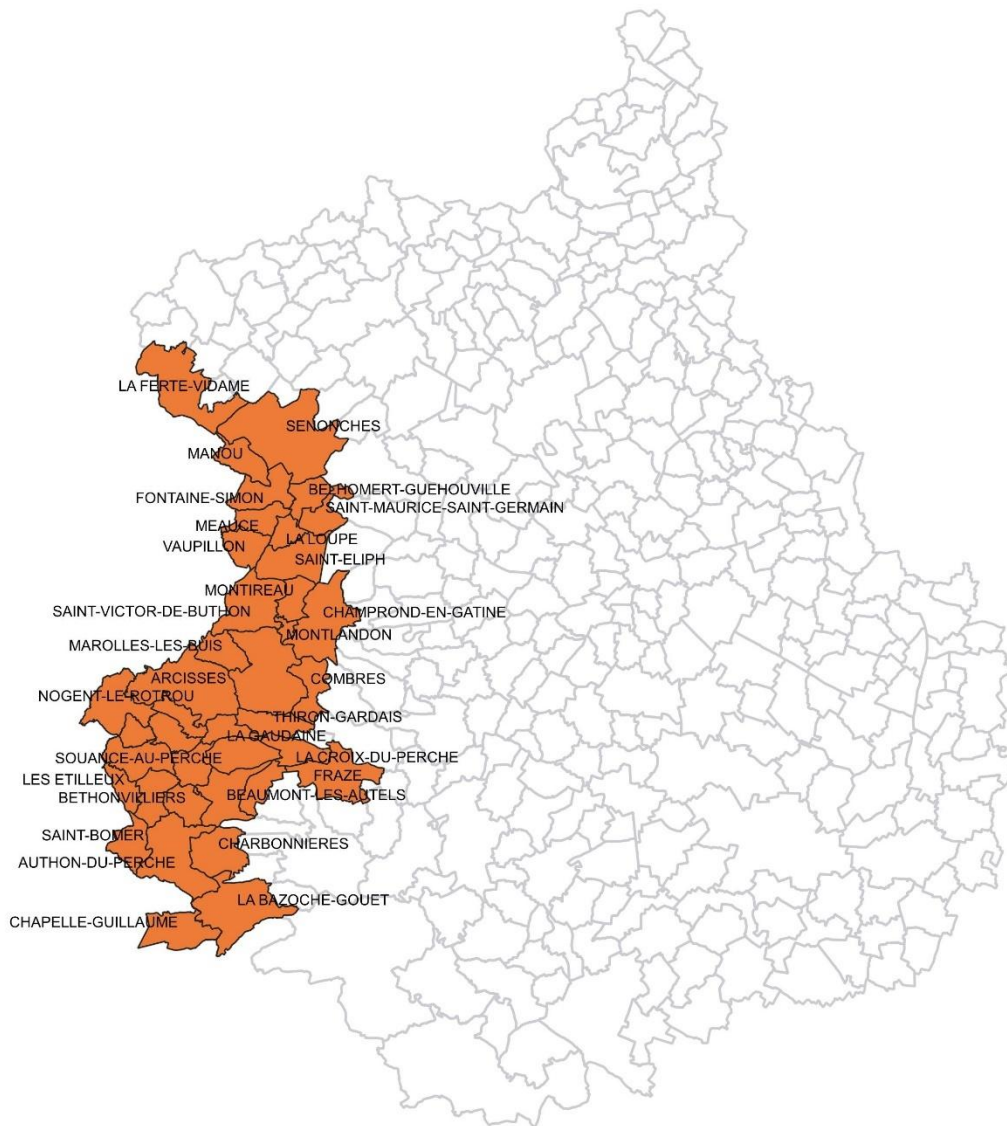 LA FERTE-VIDAME
SENONCHES
MANOU
BELHOMERT-GUEHOUVILLE
FONTAINE-SIMON
SAINT-MAURICE-SAINT-GERMAIN
MEAUCE
LA LOUPE
VAUPILLON
SAINT-ELIPH
MONTIREAU
SAINT-VICTOR-DE-BUTHON
CHAMPROND-EN-GATINE
MONTLANDON
MAROLLES-LES-BUIS
ARCISSES
COMBRES
NOGENT-LE-ROTROU
THIRON-GARDAIS
LA GAUDAINE
SOUANCE-AU-PERCHE
LA CROIX-DU-PERCHE
LES ETILLEUX
FRAZE
BETHONVILLIERS
BEAUMONT-LES-AUTELS
SAINT-BOMER
CHARBONNIERES
AUTHON-DU-PERCHE
LA BAZOCHE-GOUET
CHAPELLE-GUILLAUME